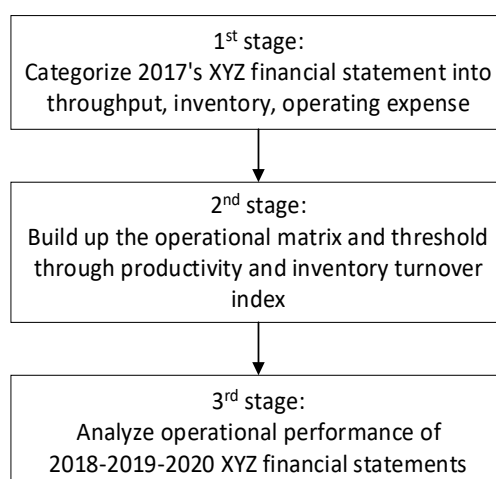 1st stage:
Categorize 2017's XYZ financial statement into
throughput, inventory, operating expense
2nd stage:
Build up the operational matrix and threshold
through productivity and inventory turnover
index
3rd stage:
Analyze operational performance of
2018-2019-2020 XYZ financial statements